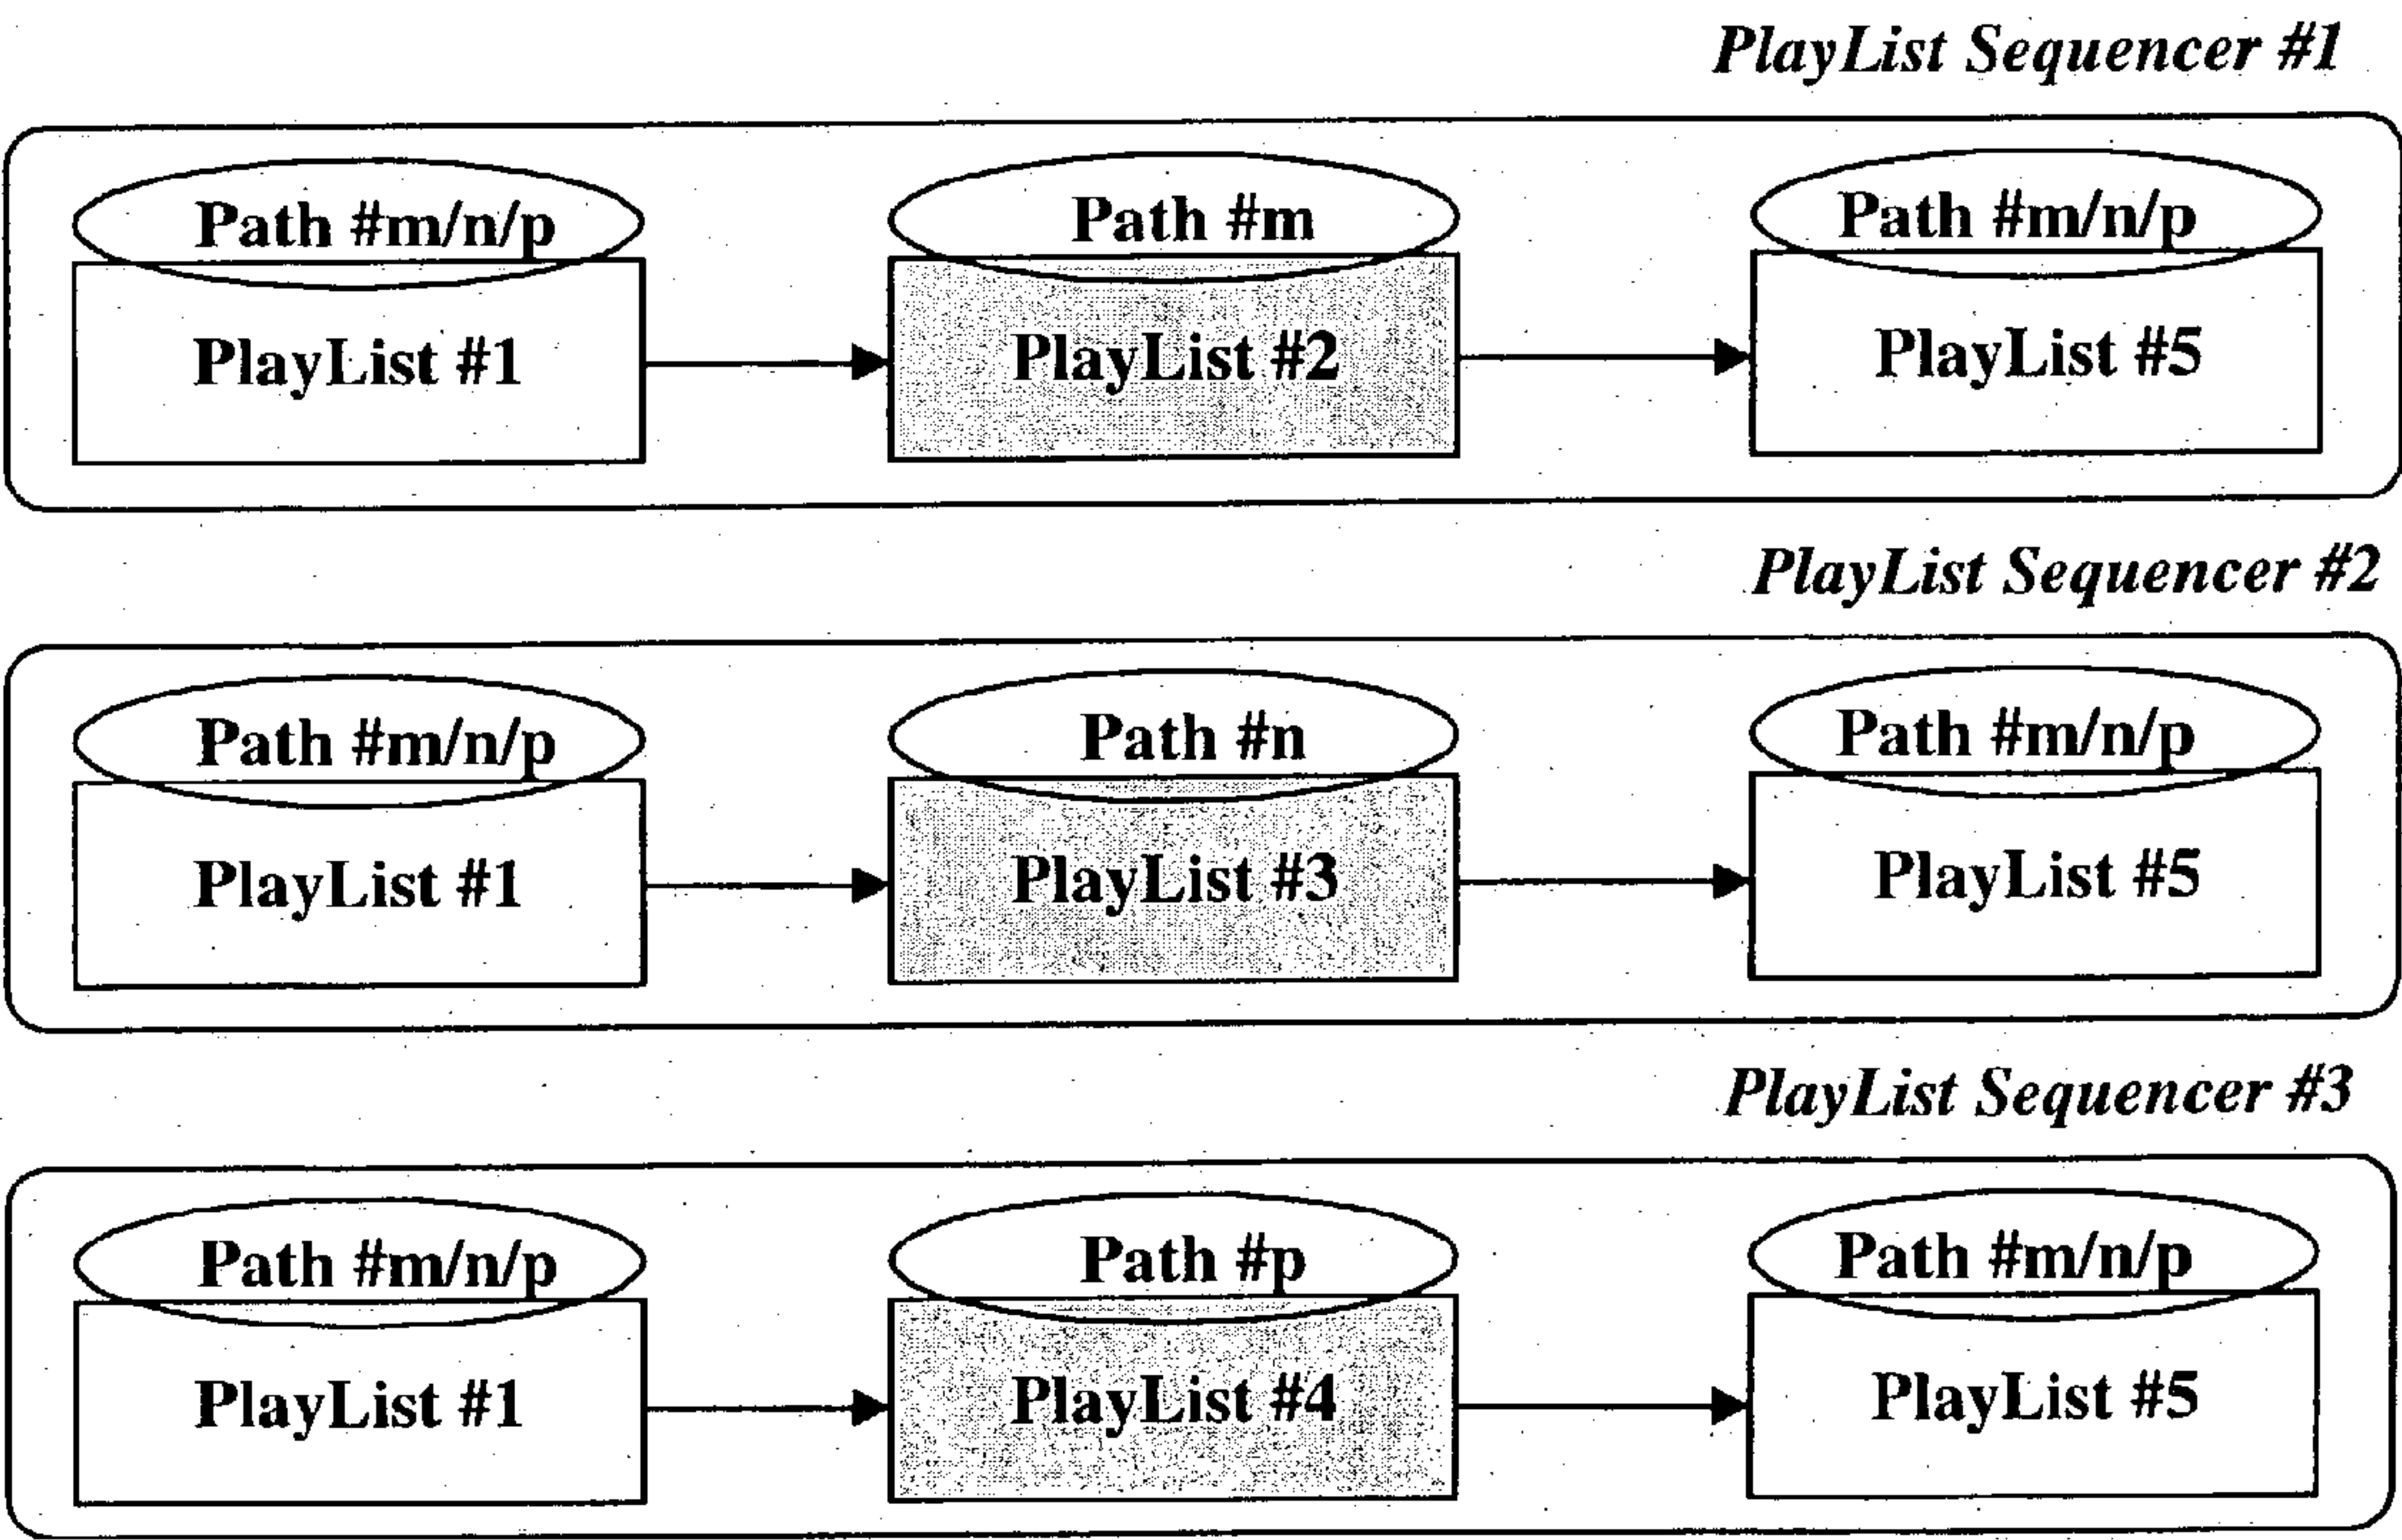 PlayList Sequencer #1
Path #m/n/p
Path #m
Path #m/n/p
PlayList #1
PlayList #2
PlayList #5
PlayList Sequencer #2
Path #m/n/p
Path #n
Path #m/n/p
PlayList #1
PlayList #3
PlayList #5
PlayList Sequencer #3
Path #m/n/p
Path #p
Path #m/n/p
PlayList #1
PlayList #4
PlayList #5